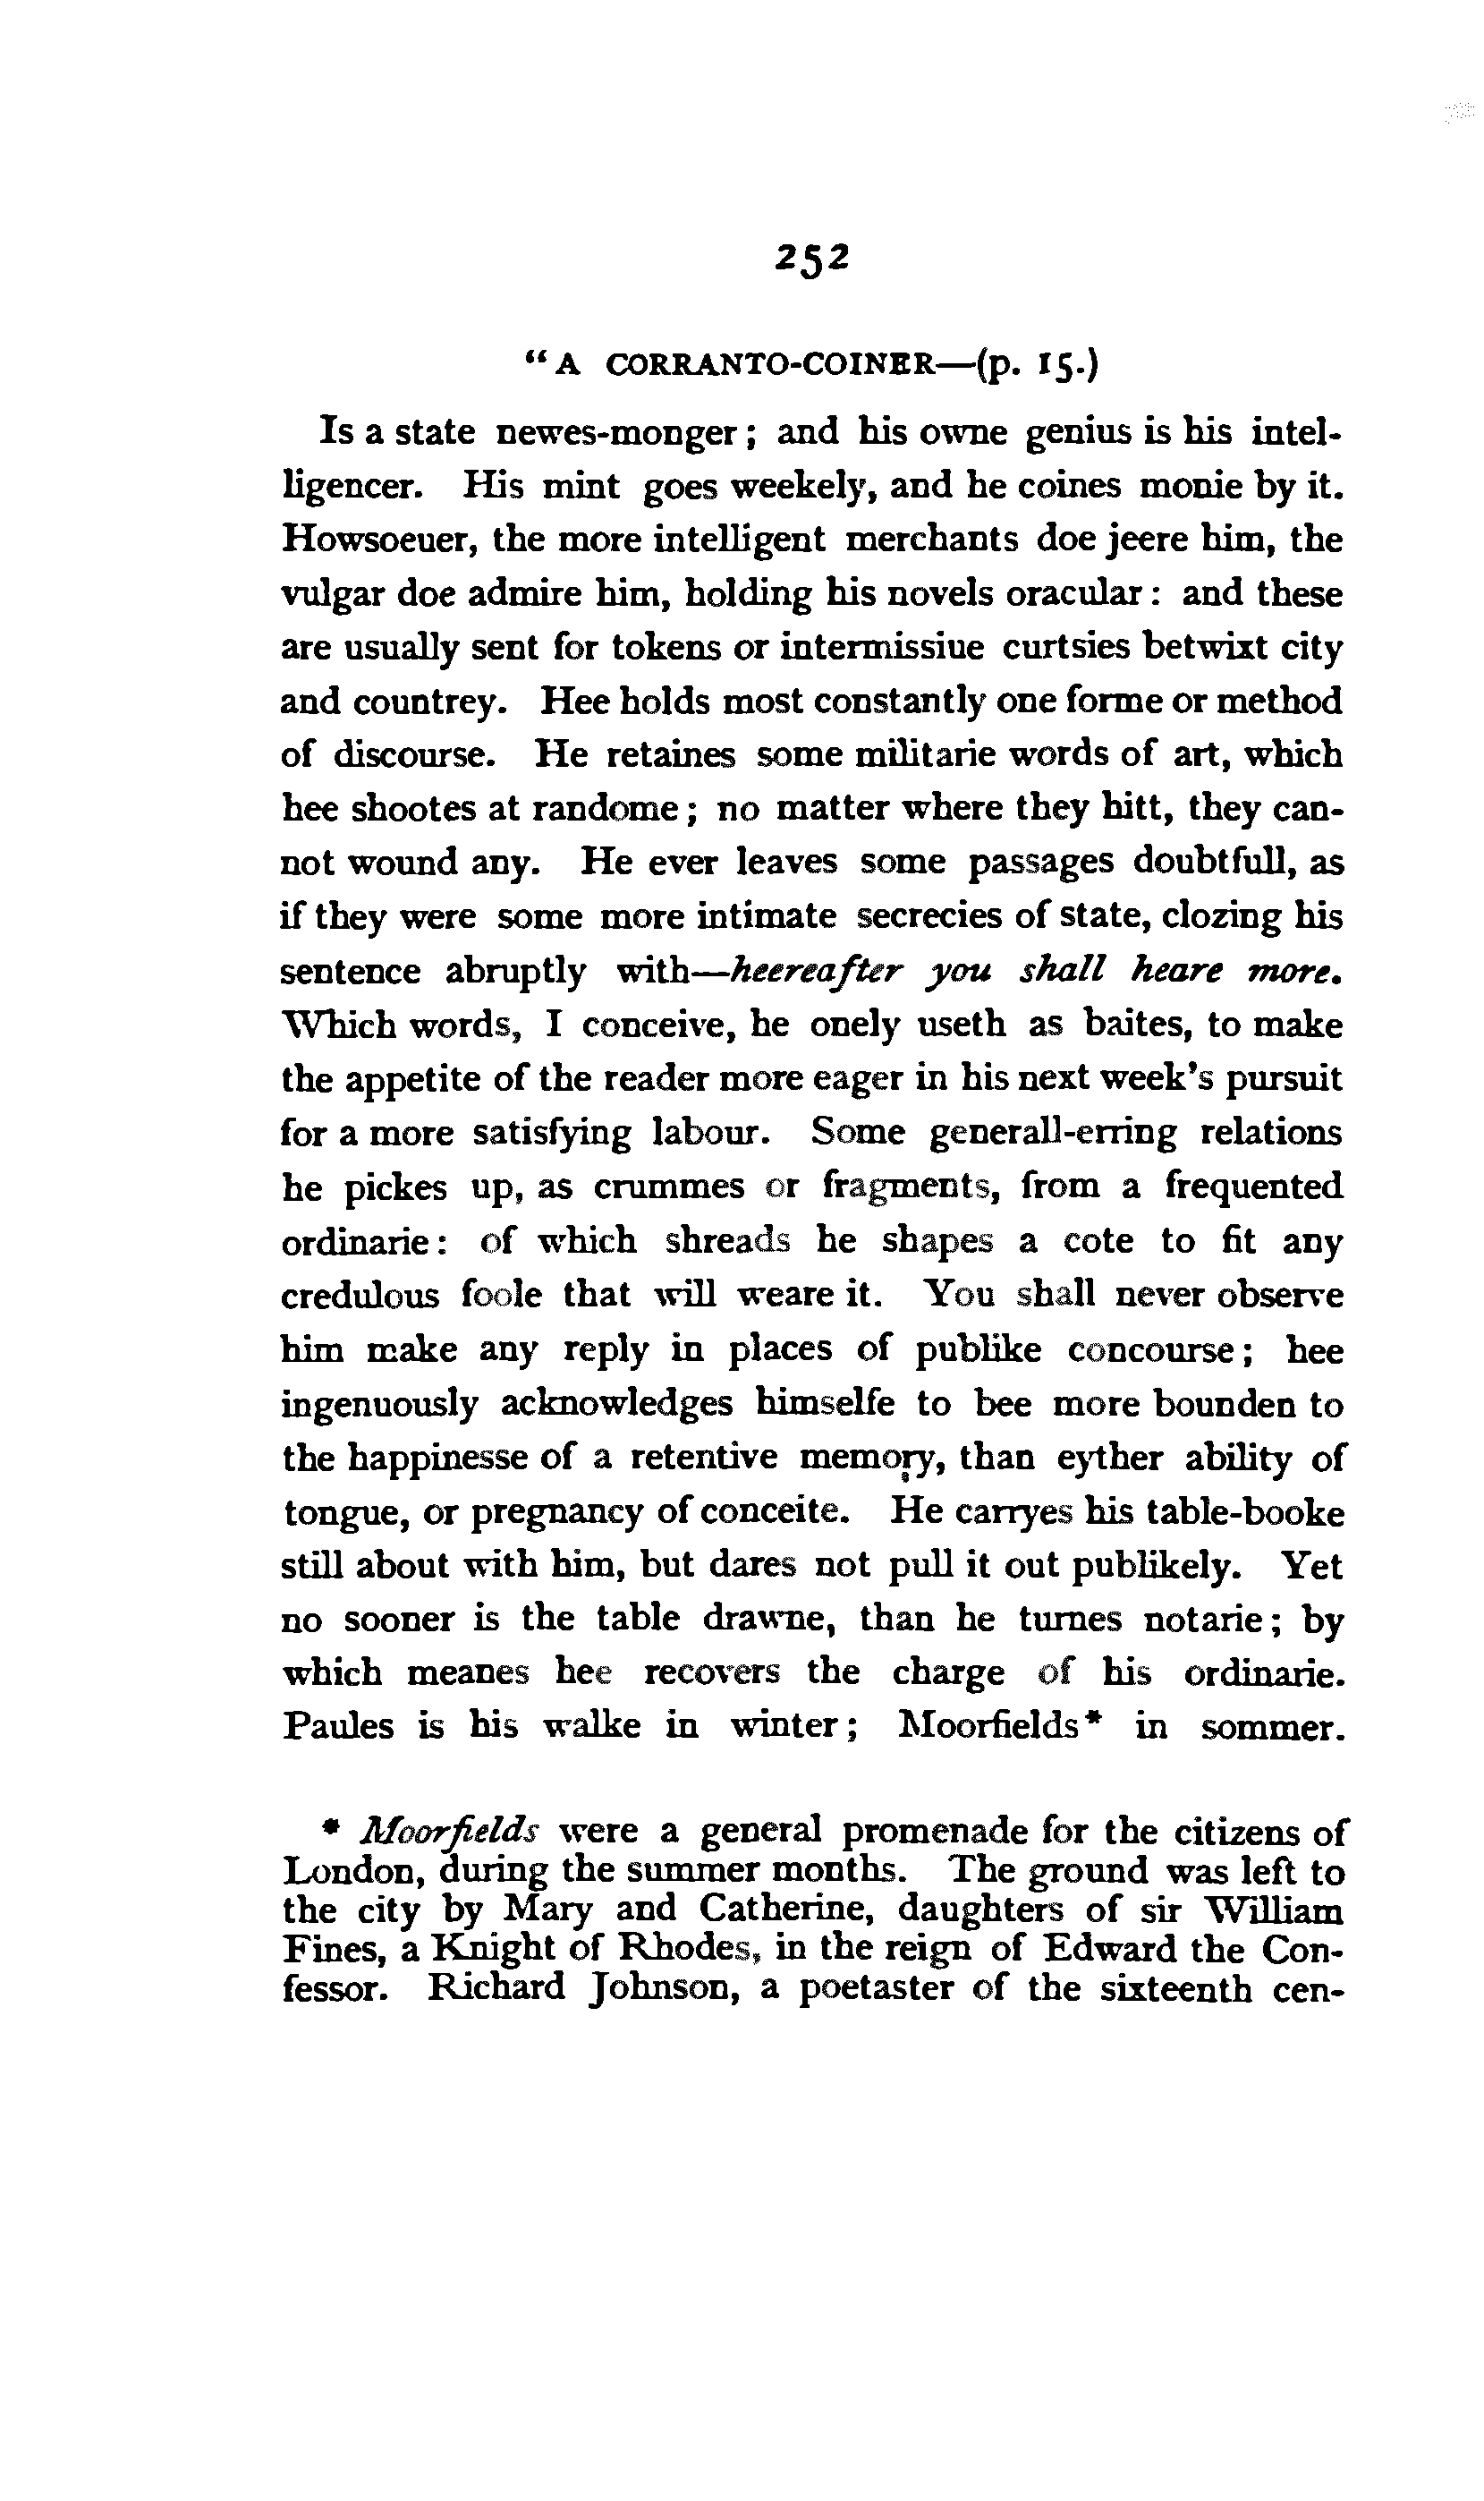 252
“A CORRANTO-COINER—(p. 15.)
Is a state newes-monger; and his owne genius is his intel-
ligencer. His mint goes weekely, and he coines monie by it.
Howsoeuer, the more intelligent merchants doe jeere him, the
vulgar doe admire him, holding his novels oracular: and these
are usually sent for tokens or intermissiue curtsies betwixt city
and countrey. Hee holds most constantly one forme or method
of discourse. He retaines some militarie words of art, which
hee shootes at randome; no matter where they hitt, they can-
not wound any. He ever leaves some passages doubtfull, as
if they were some more intimate secrecies of state, clozing his
sentence abruptly with—heereafter you shall heare more.
Which words, I conceive, he onely useth as baites, to make
the appetite of the reader more eager in his next week's pursuit
for a more satisfying labour. Some generall-erring relations
he pickes up, as crummes or fragments, from a frequented
ordinarie: of which shreads he shapes a cote to fit any
credulous foole that will weare it. You shall never observe
him make any reply in places of publike concourse; hee
ingenuously acknowledges himselfe to bee more bounden to
the happinesse of a retentive memory, than eyther ability of
tongue, or pregnancy of conceite. He carryes his table-booke
still about with him, but dares not pull it out publikely. Yet
no sooner is the table drawne, than he turnes notarie; by
which meanes hee recovers the charge of his ordinarie.
Paules is his walke in winter; Moorfields* in sommer.
* Moorfields were a general promenade for the citizens of
London, during the summer months. The ground was left to
the city by Mary and Catherine, daughters of sir William
Fines, a Knight of Rhodes, in the reign of Edward the Con-
fessor. Richard Johnson, a poetaster of the sixteenth cen-